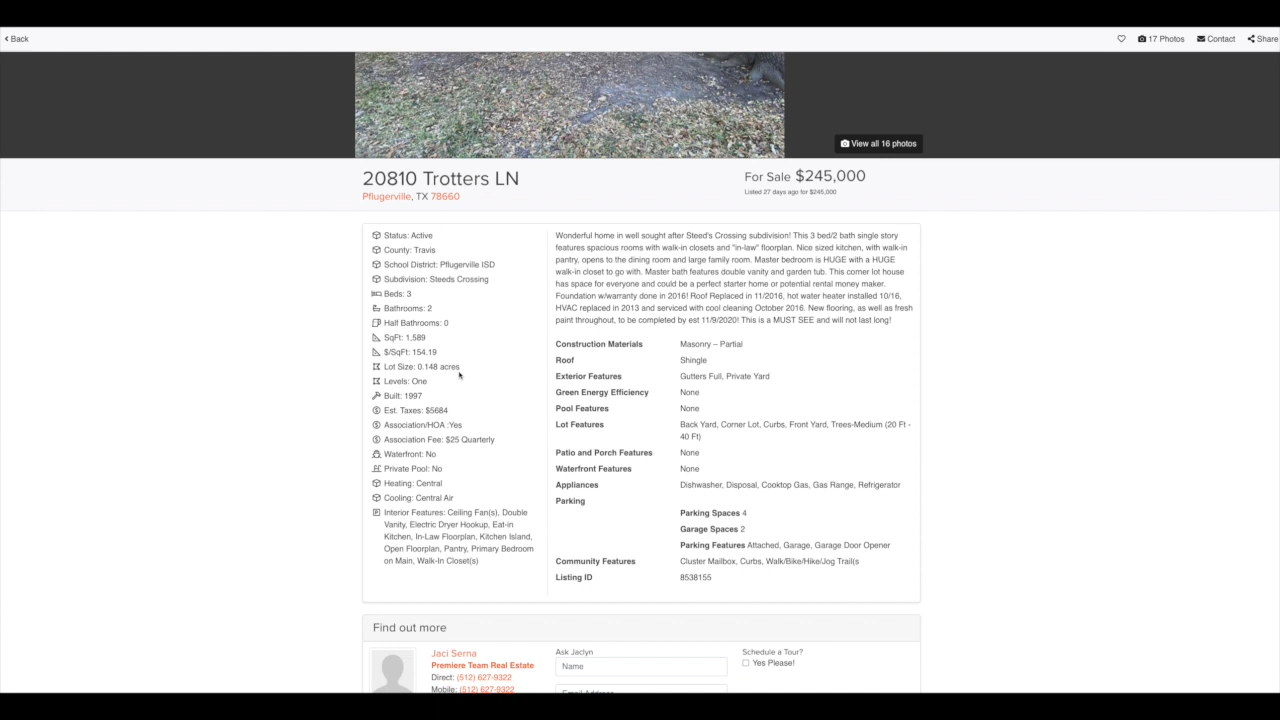 Back
17 Photos Contact Share
View all 16 photos
20810 Trotters LN
Pflugerville, TX 78660
For Sale $245,000
Listed 27 days ago for $245,000
Status: Active
County: Travis
School District: Pflugerville ISD
Subdivision: Steeds Crossing
Beds: 3
Bathrooms: 2
Half Bathrooms: 0
SqFt: 1,589
$/SqFt: 154.19
Lot Size: 0.148 acres
Levels: One
Built: 1997
Est. Taxes: $5684
Association/HOA :Yes
Association Fee: $25 Quarterly
Waterfront: No
Private Pool: No
Heating: Central
Cooling: Central Air
Interior Features: Ceiling Fan(s), Double
Vanity, Electric Dryer Hookup, Eat-in
Kitchen, In-Law Floorplan, Kitchen Island,
Open Floorplan, Pantry, Primary Bedroom
on Main, Walk-In Closet(s)
Wonderful home in well sought after Steed's Crossing subdivision! This 3 bed/2 bath single story
features spacious rooms with walk-in closets and "in-law" floorplan. Nice sized kitchen, with walk-in
pantry, opens to the dining room and large family room. Master bedroom is HUGE with a HUGE
walk-in closet to go with. Master bath features double vanity and garden tub. This corner lot house
has space for everyone and could be a perfect starter home or potential rental money maker.
Foundation w/warranty done in 2016! Roof Replaced in 11/2016, hot water heater installed 10/16,
HVAC replaced in 2013 and serviced with cool cleaning October 2016. New flooring, as well as fresh
paint throughout, to be completed by est 11/9/2020! This is a MUST SEE and will not last long!
Construction Materials Masonry – Partial
Roof Shingle
Exterior Features Gutters Full, Private Yard
Green Energy Efficiency None
Pool Features None
Lot Features Back Yard, Corner Lot, Curbs, Front Yard, Trees-Medium (20 Ft -
40 Ft)
Patio and Porch Features None
Waterfront Features None
Appliances Dishwasher, Disposal, Cooktop Gas, Gas Range, Refrigerator
Parking
Parking Spaces 4
Garage Spaces 2
Parking Features Attached, Garage, Garage Door Opener
Community Features Cluster Mailbox, Curbs, Walk/Bike/Hike/Jog Trail(s
Listing ID 8538155
Find out more
Jaci Serna
Premiere Team Real Estate
Direct: (512) 627-9322
Mobile: (512) 627-9322
Ask Jaclyn
Name
Email Address
Schedule a Tour?
Yes Please!